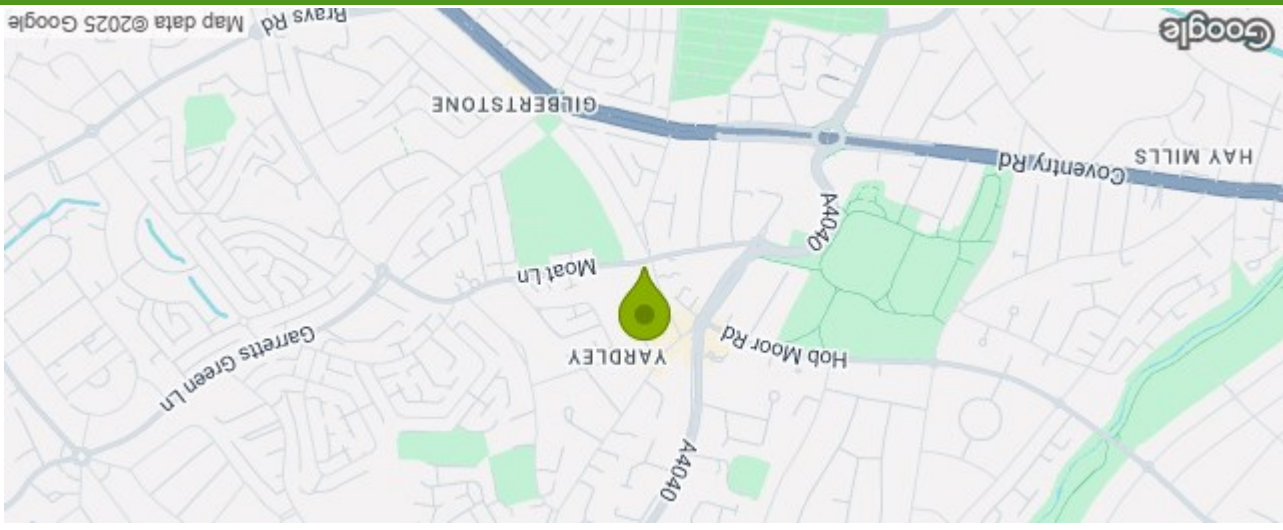 A4040
Hob Moor Rd
YARDLEY
Garretts Green Ln
Moat Ln
A4040
HAY MILLS
Coventry Rd
GILBERTSTONE
Google
Brays Rd
Map data ©2025 Google